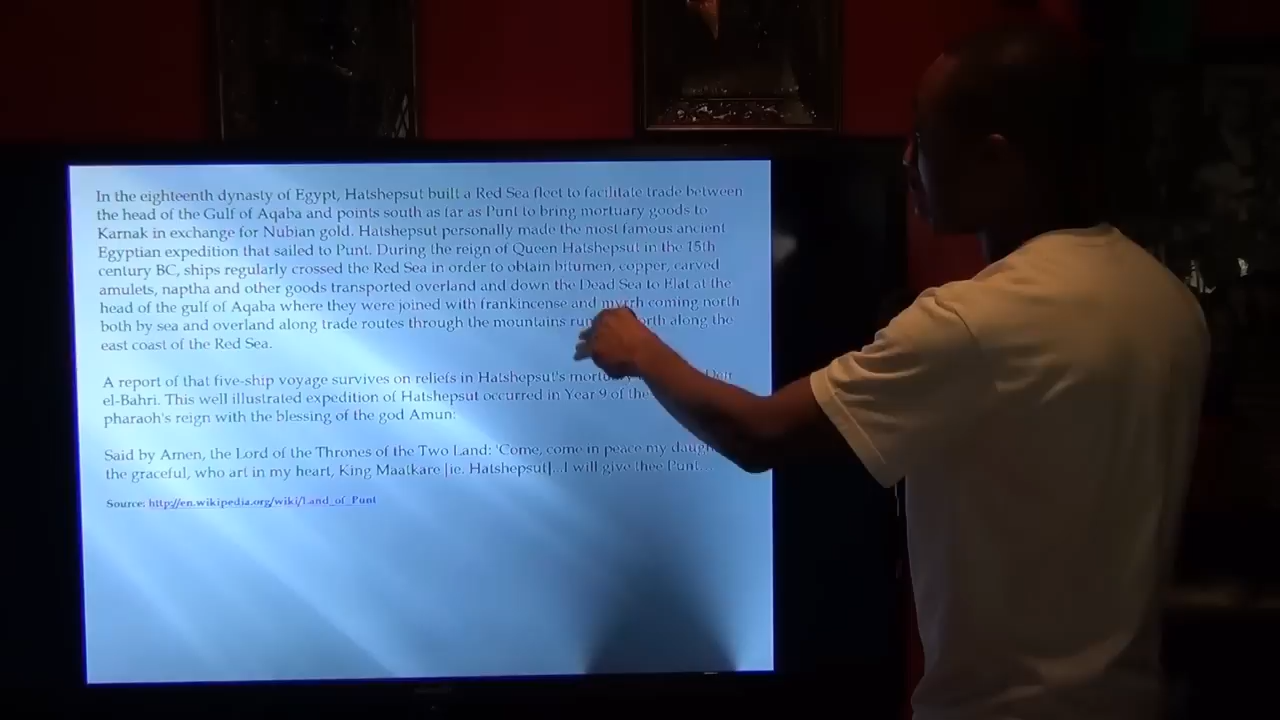 In the eighteenth dynasty of Egypt, Hatshepsut built a Red Sea fleet to facilitate trade between
the head of the Gulf of Aqaba and points south as far as Punt to bring mortuary goods to
Karnak in exchange for Nubian gold. Hatshepsut personally made the most famous ancient
Egyptian expedition that sailed to Punt. During the reign of Queen Hatshepsut in the 15th
century BC, ships regularly crossed the Red Sea in order to obtain bitumen, copper, carved
amulets, naptha and other goods transported overland and down the Dead Sea to Elat at the
head of the gulf of Aqaba where they were joined with frankincense and myrrh coming north
both by sea and overland along trade routes through the mountains along the
east coast of the Red Sea.
A report of that five-ship voyage survives on reliefs in Hatshepsut's
el-Bahri. This well illustrated expedition of Hatshepsut occurred in Year 9 of the
pharaoh's reign with the blessing of the god Amun:
Said by Amen, the Lord of the Thrones of the Two Land: 'Come, come in peace my
the graceful, who art in my heart, King Maatkare [ie. Hatshepsut]...I will give thee Punt....
Source: http://en.wikipedia.org/wiki/Land_of_Punt